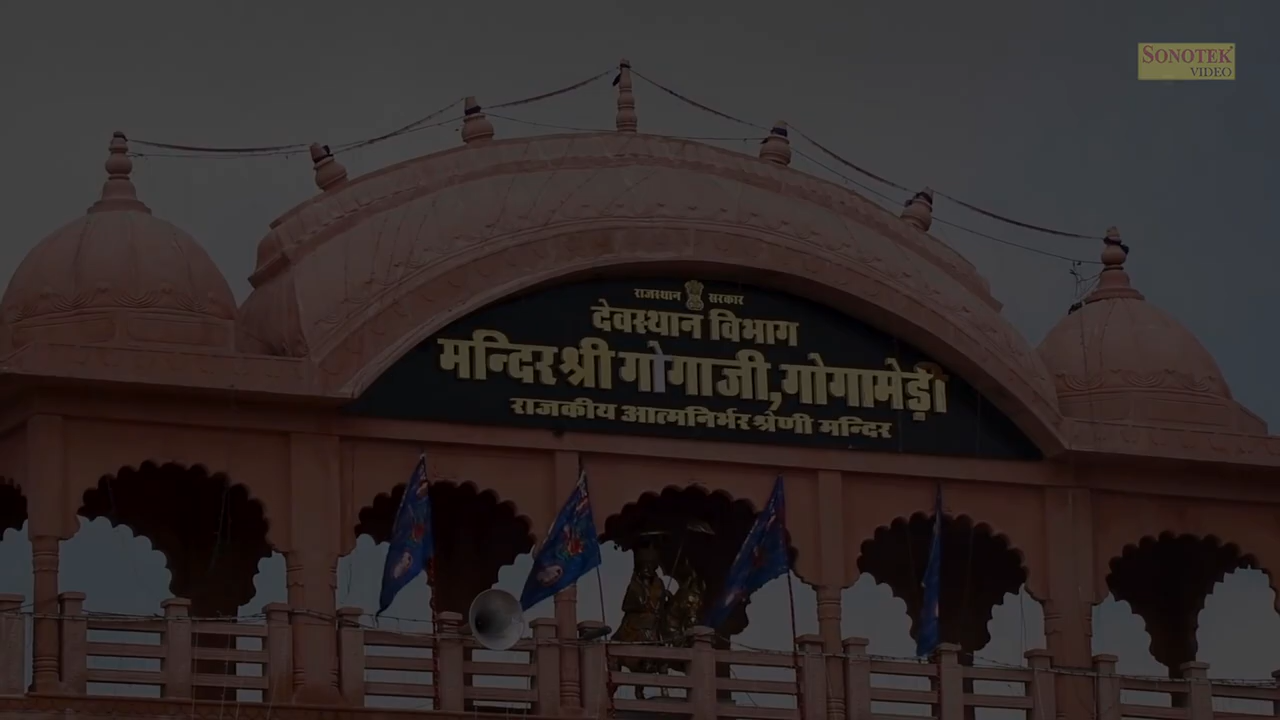 SONOTEK
VIDEO
राजस्थान सरकार
देवस्थान विभाग
मन्दिर श्री गोगाजी, गोगामेड़ी
राजकीय आत्मनिर्भर श्रेणी मन्दिर